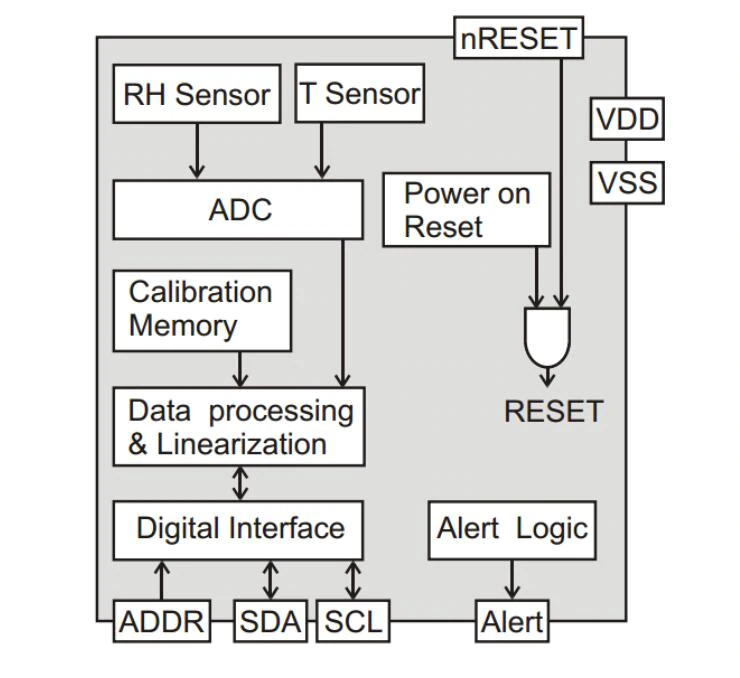 nRESET
RH Sensor
T Sensor
VDD
VSS
ADC
Power on
Reset
Calibration
Memory
Data processing
& Linearization
RESET
Digital Interface
Alert Logic
ADDR
SDA
SCL
Alert